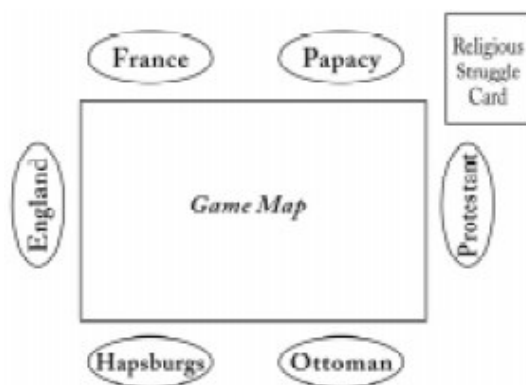 France
Papacy
Religious
Struggle
Card
England
Game Map
Protestant
Hapsburgs
Ottoman